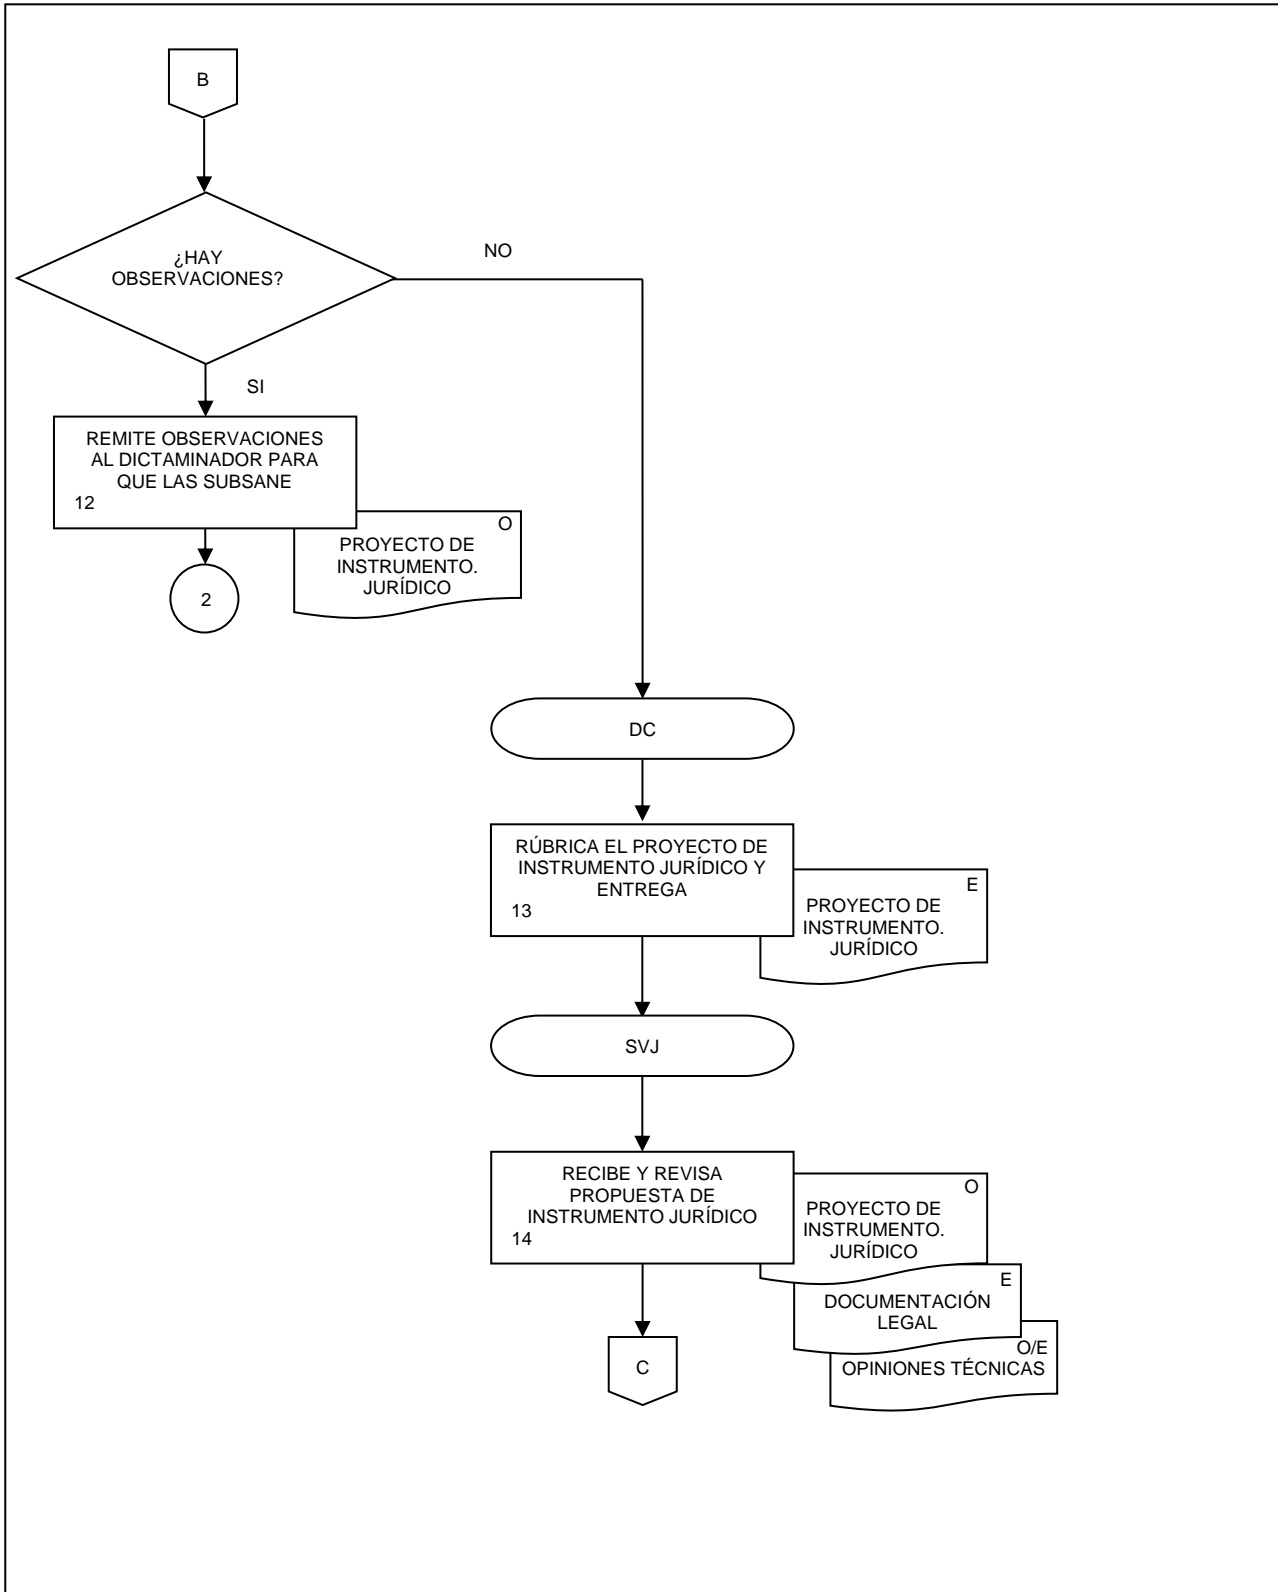 B
¿HAY
OBSERVACIONES?
NO
SI
REMITE OBSERVACIONES
AL DICTAMINADOR PARA
QUE LAS SUBSANE
12
O
PROYECTO DE
INSTRUMENTO.
JURÍDICO
2
DC
RÚBRICA EL PROYECTO DE
INSTRUMENTO JURÍDICO Y
ENTREGA
13
E
PROYECTO DE
INSTRUMENTO.
JURÍDICO
SVJ
RECIBE Y REVISA
PROPUESTA DE
INSTRUMENTO JURÍDICO
14
O
PROYECTO DE
INSTRUMENTO.
JURÍDICO
E
DOCUMENTACIÓN
LEGAL
O/E
OPINIONES TÉCNICAS
C